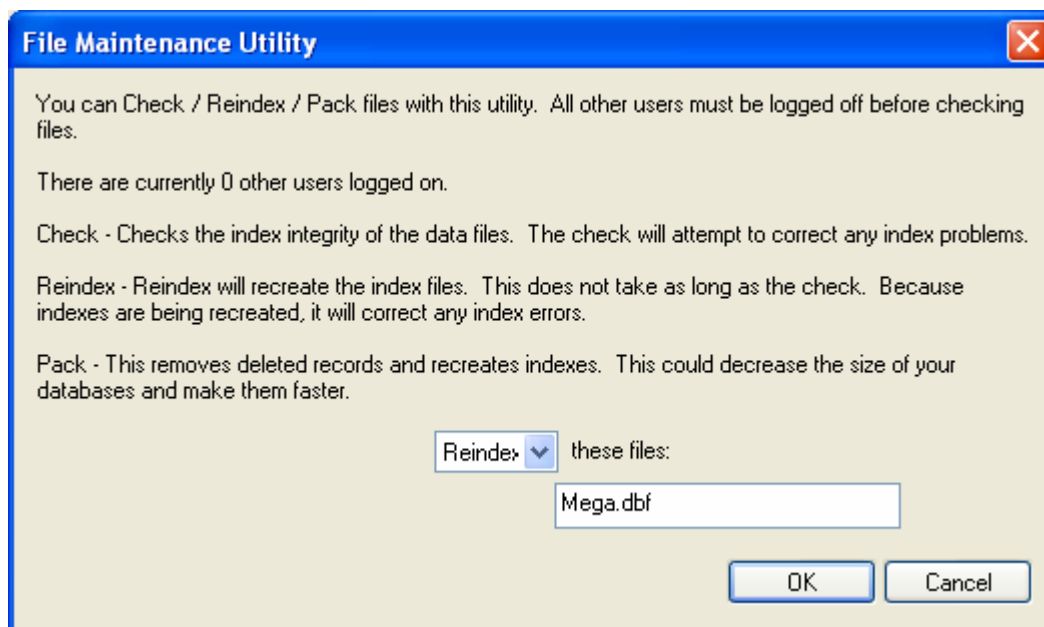 File Maintenance Utility
You can Check / Reindex / Pack files with this utility.  All other users must be logged off before checking
files.
There are currently 0 other users logged on.
Check - Checks the index integrity of the data files.  The check will attempt to correct any index problems.
Reindex - Reindex will recreate the index files.  This does not take as long as the check.  Because
indexes are being recreated, it will correct any index errors.
Pack - This removes deleted records and recreates indexes.  This could decrease the size of your
databases and make them faster.
Reindex these files:
Mega.dbf
OK Cancel